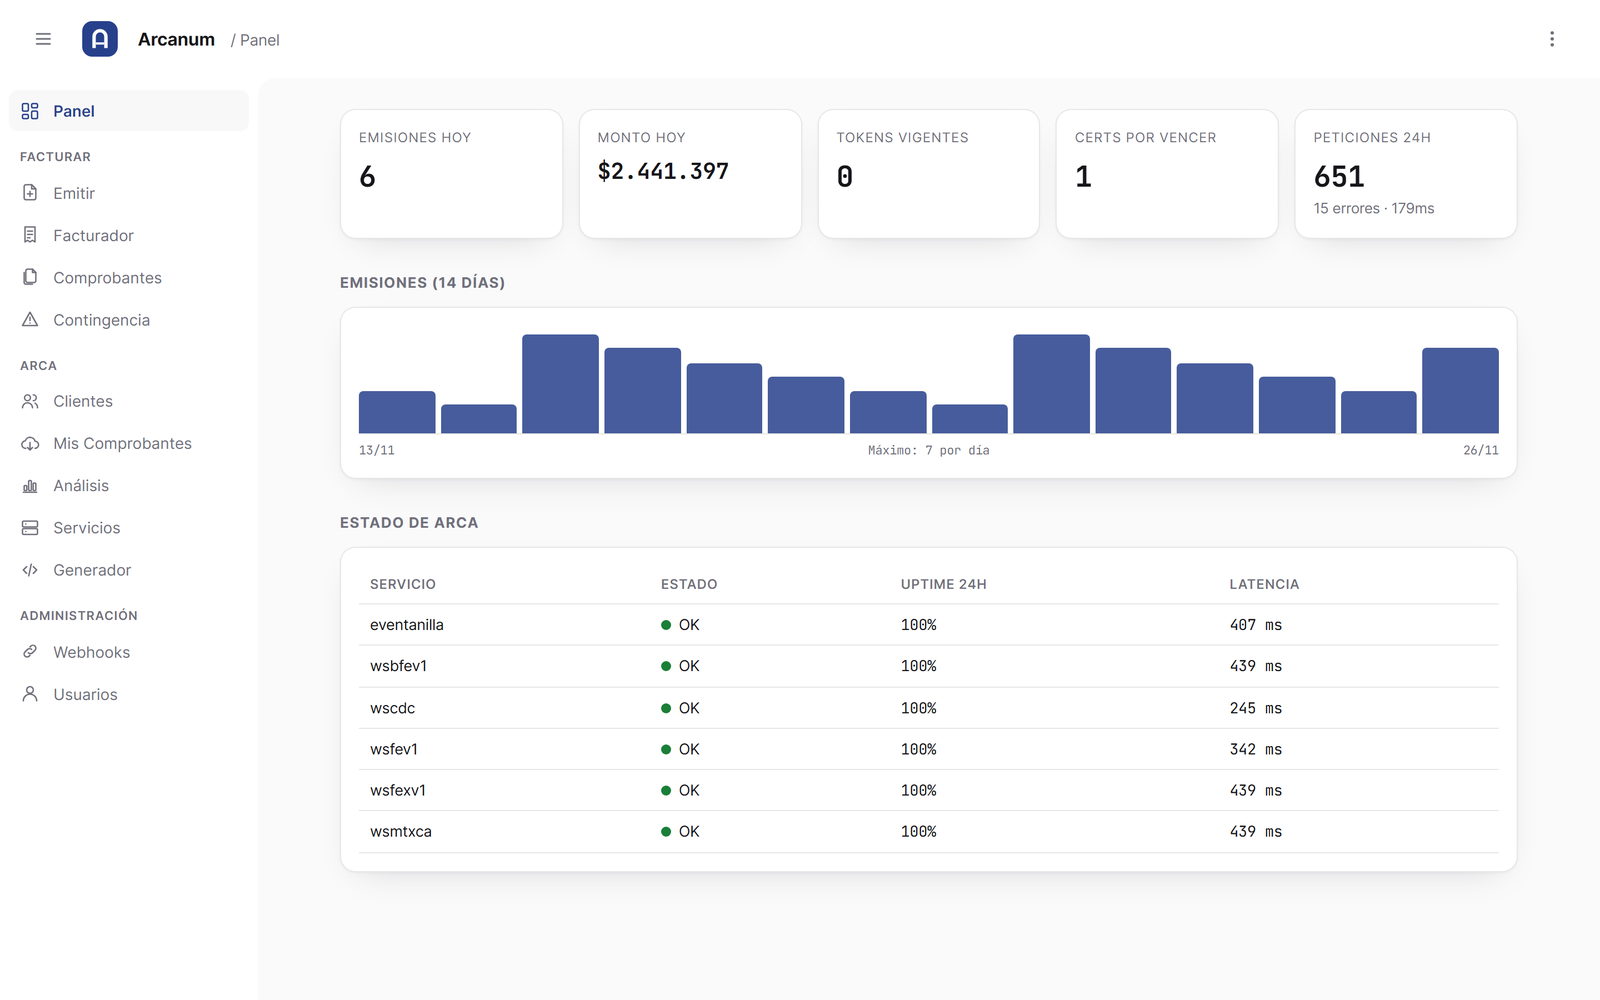 Arcanum / Panel
Panel
FACTURAR
Emitir
Facturador
Comprobantes
Contingencia
ARCA
Clientes
Mis Comprobantes
Análisis
Servicios
Generador
ADMINISTRACIÓN
Webhooks
Usuarios
EMISIONES HOY
6
MONTO HOY
$2.441.397
TOKENS VIGENTES
0
CERTS POR VENCER
1
PETICIONES 24H
651
15 errores · 179ms
EMISIONES (14 DÍAS)
13/11 Máximo: 7 por día 26/11
ESTADO DE ARCA
SERVICIO ESTADO UPTIME 24H LATENCIA
eventanilla OK 100% 407 ms
wsbfev1 OK 100% 439 ms
wscdc OK 100% 245 ms
wsfev1 OK 100% 342 ms
wsfexv1 OK 100% 439 ms
wsmtxca OK 100% 439 ms